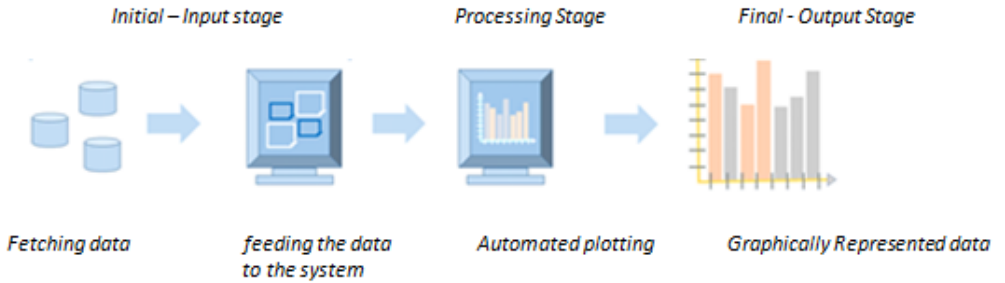 Initial – Input stage
Processing Stage
Final - Output Stage
Fetching data
feeding the data
to the system
Automated plotting
Graphically Represented data